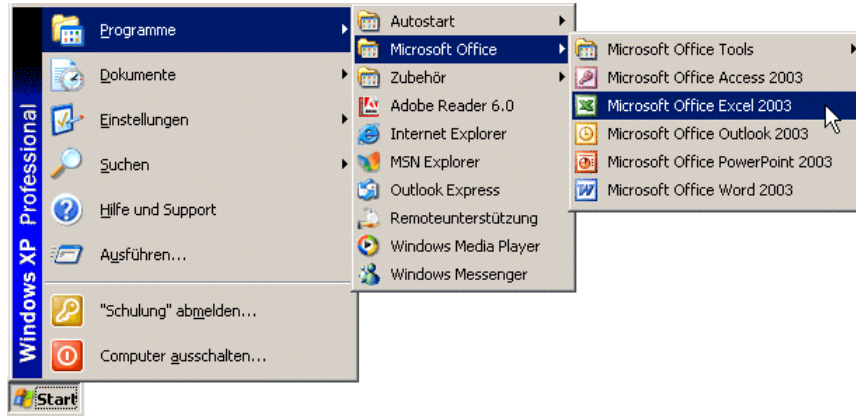 Windows XP Professional
Programme
Dokumente
Einstellungen
Suchen
Hilfe und Support
Ausführen...
"Schulung" abmelden...
Computer ausschalten...
Start
Autostart
Microsoft Office
Zubehör
Adobe Reader 6.0
Internet Explorer
MSN Explorer
Outlook Express
Remoteunterstützung
Windows Media Player
Windows Messenger
Microsoft Office Tools
Microsoft Office Access 2003
Microsoft Office Excel 2003
Microsoft Office Outlook 2003
Microsoft Office PowerPoint 2003
Microsoft Office Word 2003